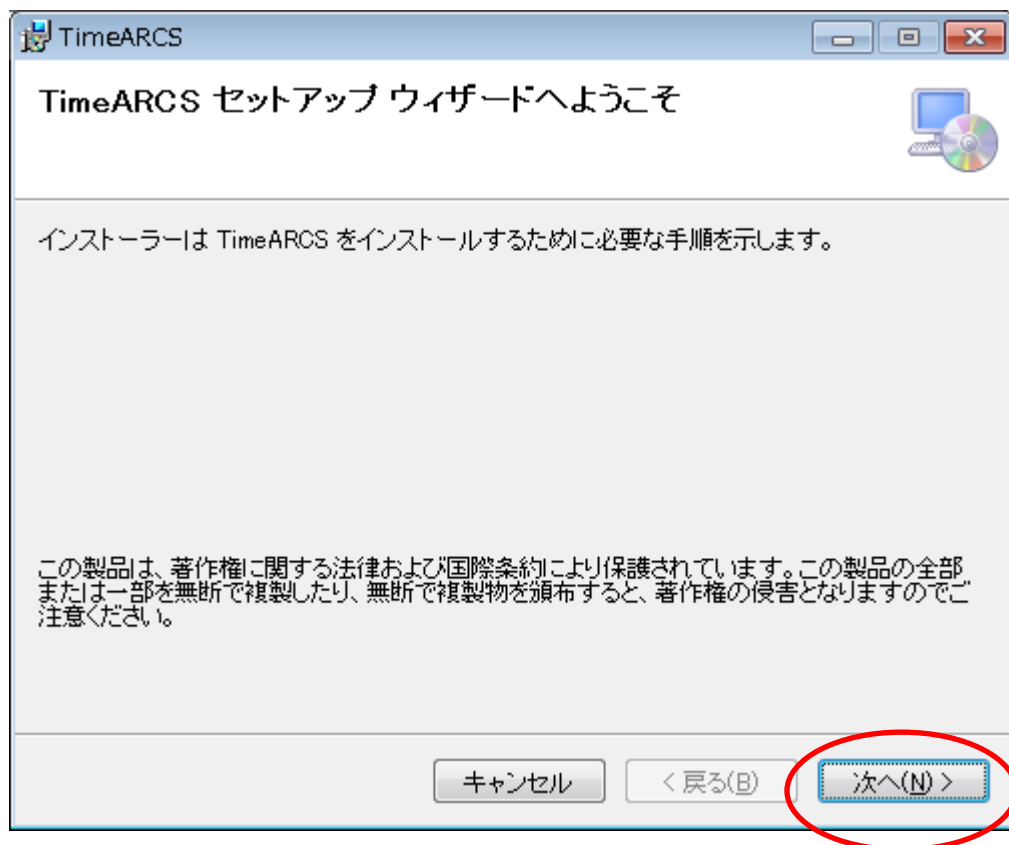 TimeARCS
TimeARCS セットアップ ウィザードへようこそ
インストーラーは TimeARCS をインストールするために必要な手順を示します。
この製品は、著作権に関する法律および国際条約により保護されています。この製品の全部
または一部を無断で複製したり、無断で複製物を頒布すると、著作権の侵害となりますのでご
注意ください。
キャンセル
< 戻る(B)
次へ(N) >